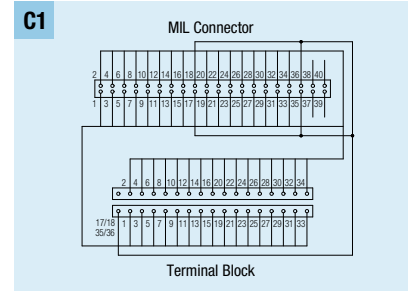 C1
MIL Connector
2 4 6 8 10 12 14 16 18 20 22 24 26 28 30 32 34 36 38 40
1 3 5 7 9 11 13 15 17 19 21 23 25 27 29 31 33 35 37 39
2 4 6 8 10 12 14 16 20 22 24 26 28 30 32 34
17/18 1 3 5 7 9 11 13 15 19 21 23 25 27 29 31 33
35/36
Terminal Block